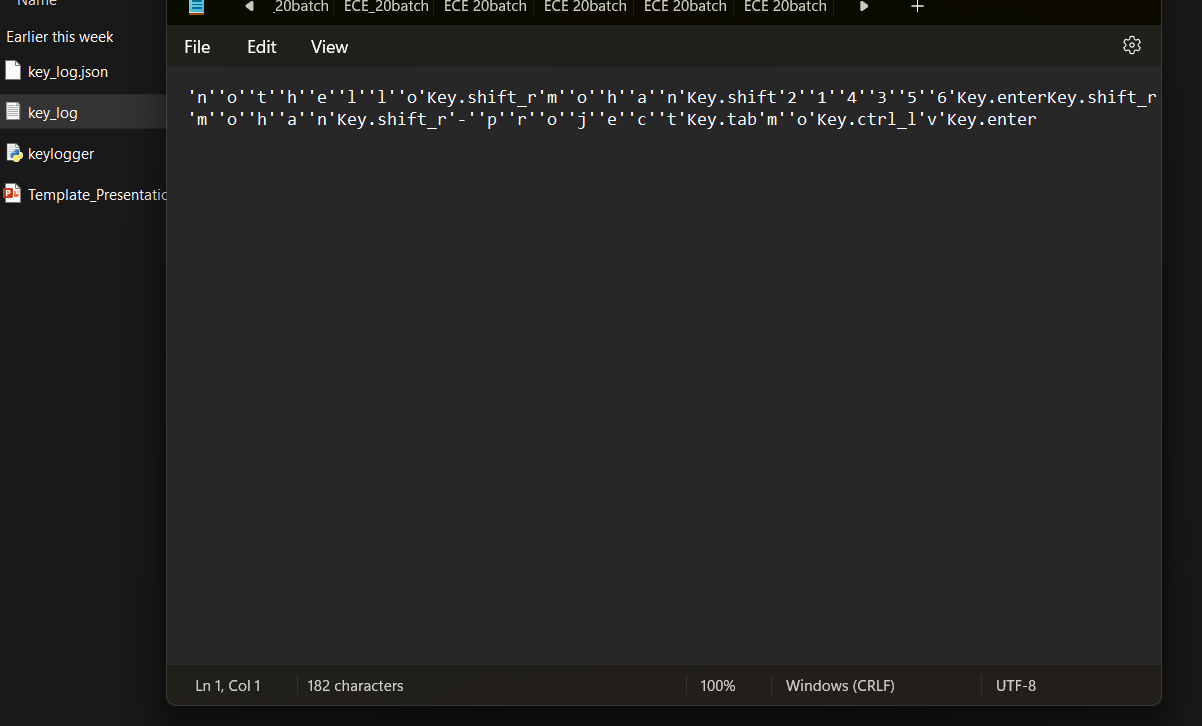 Name
Earlier this week
key_log.json
key_log
keylogger
Template_Presentatio
_20batch ECE_20batch ECE 20batch ECE 20batch ECE 20batch ECE 20batch
File Edit View
'n''o''t''h''e''l''l''o'Key.shift_r'm''o''h''a''n'Key.shift'2''1''4''3''5''6'Key.enterKey.shift_r
'm''o''h''a''n'Key.shift_r'-''p''r''o''j''e''c''t'Key.tab'm''o'Key.ctrl_l'v'Key.enter
Ln 1, Col 1 182 characters 100% Windows (CRLF) UTF-8